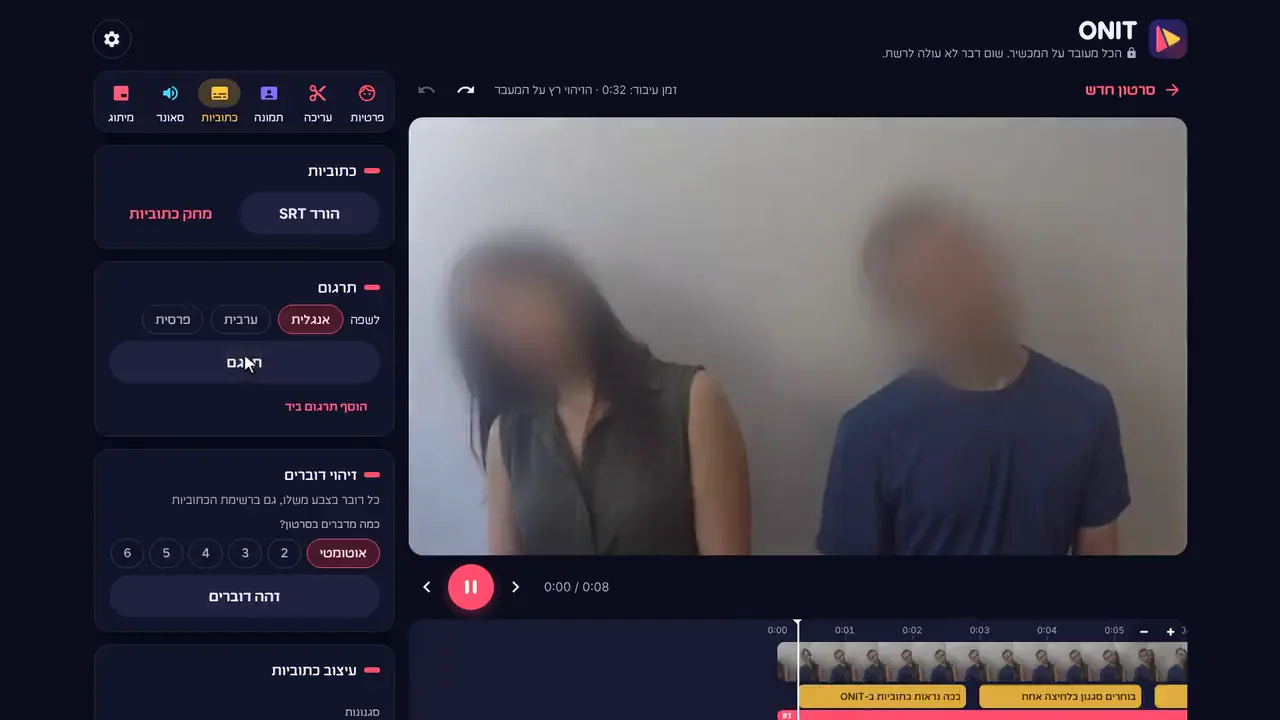 ONIT
הכל מעובד על המכשיר. שום דבר לא עולה לרשת.
סרטון חדש
זמן עיבוד: 0:32 · הזיהוי רץ על המעבד
פרטיות
עריכה
תמונה
כתוביות
סאונד
מיתוג
כתוביות
הורד SRT
מחק כתוביות
תרגום
לשפה
אנגלית
ערבית
פרסית
הוסף תרגום ביד
זיהוי דוברים
כל דובר בצבע משלו, גם ברשימת הכתוביות
כמה מדברים בסרטון?
אוטומטי
2
3
4
5
6
זהה דוברים
עיצוב כתוביות
סגנונות
0:00 / 0:08
0:00
0:01
0:02
0:03
0:04
0:05
ככה נראות כתוביות ב-ONIT
בוחרים סגנון בלחיצה אחת
#1